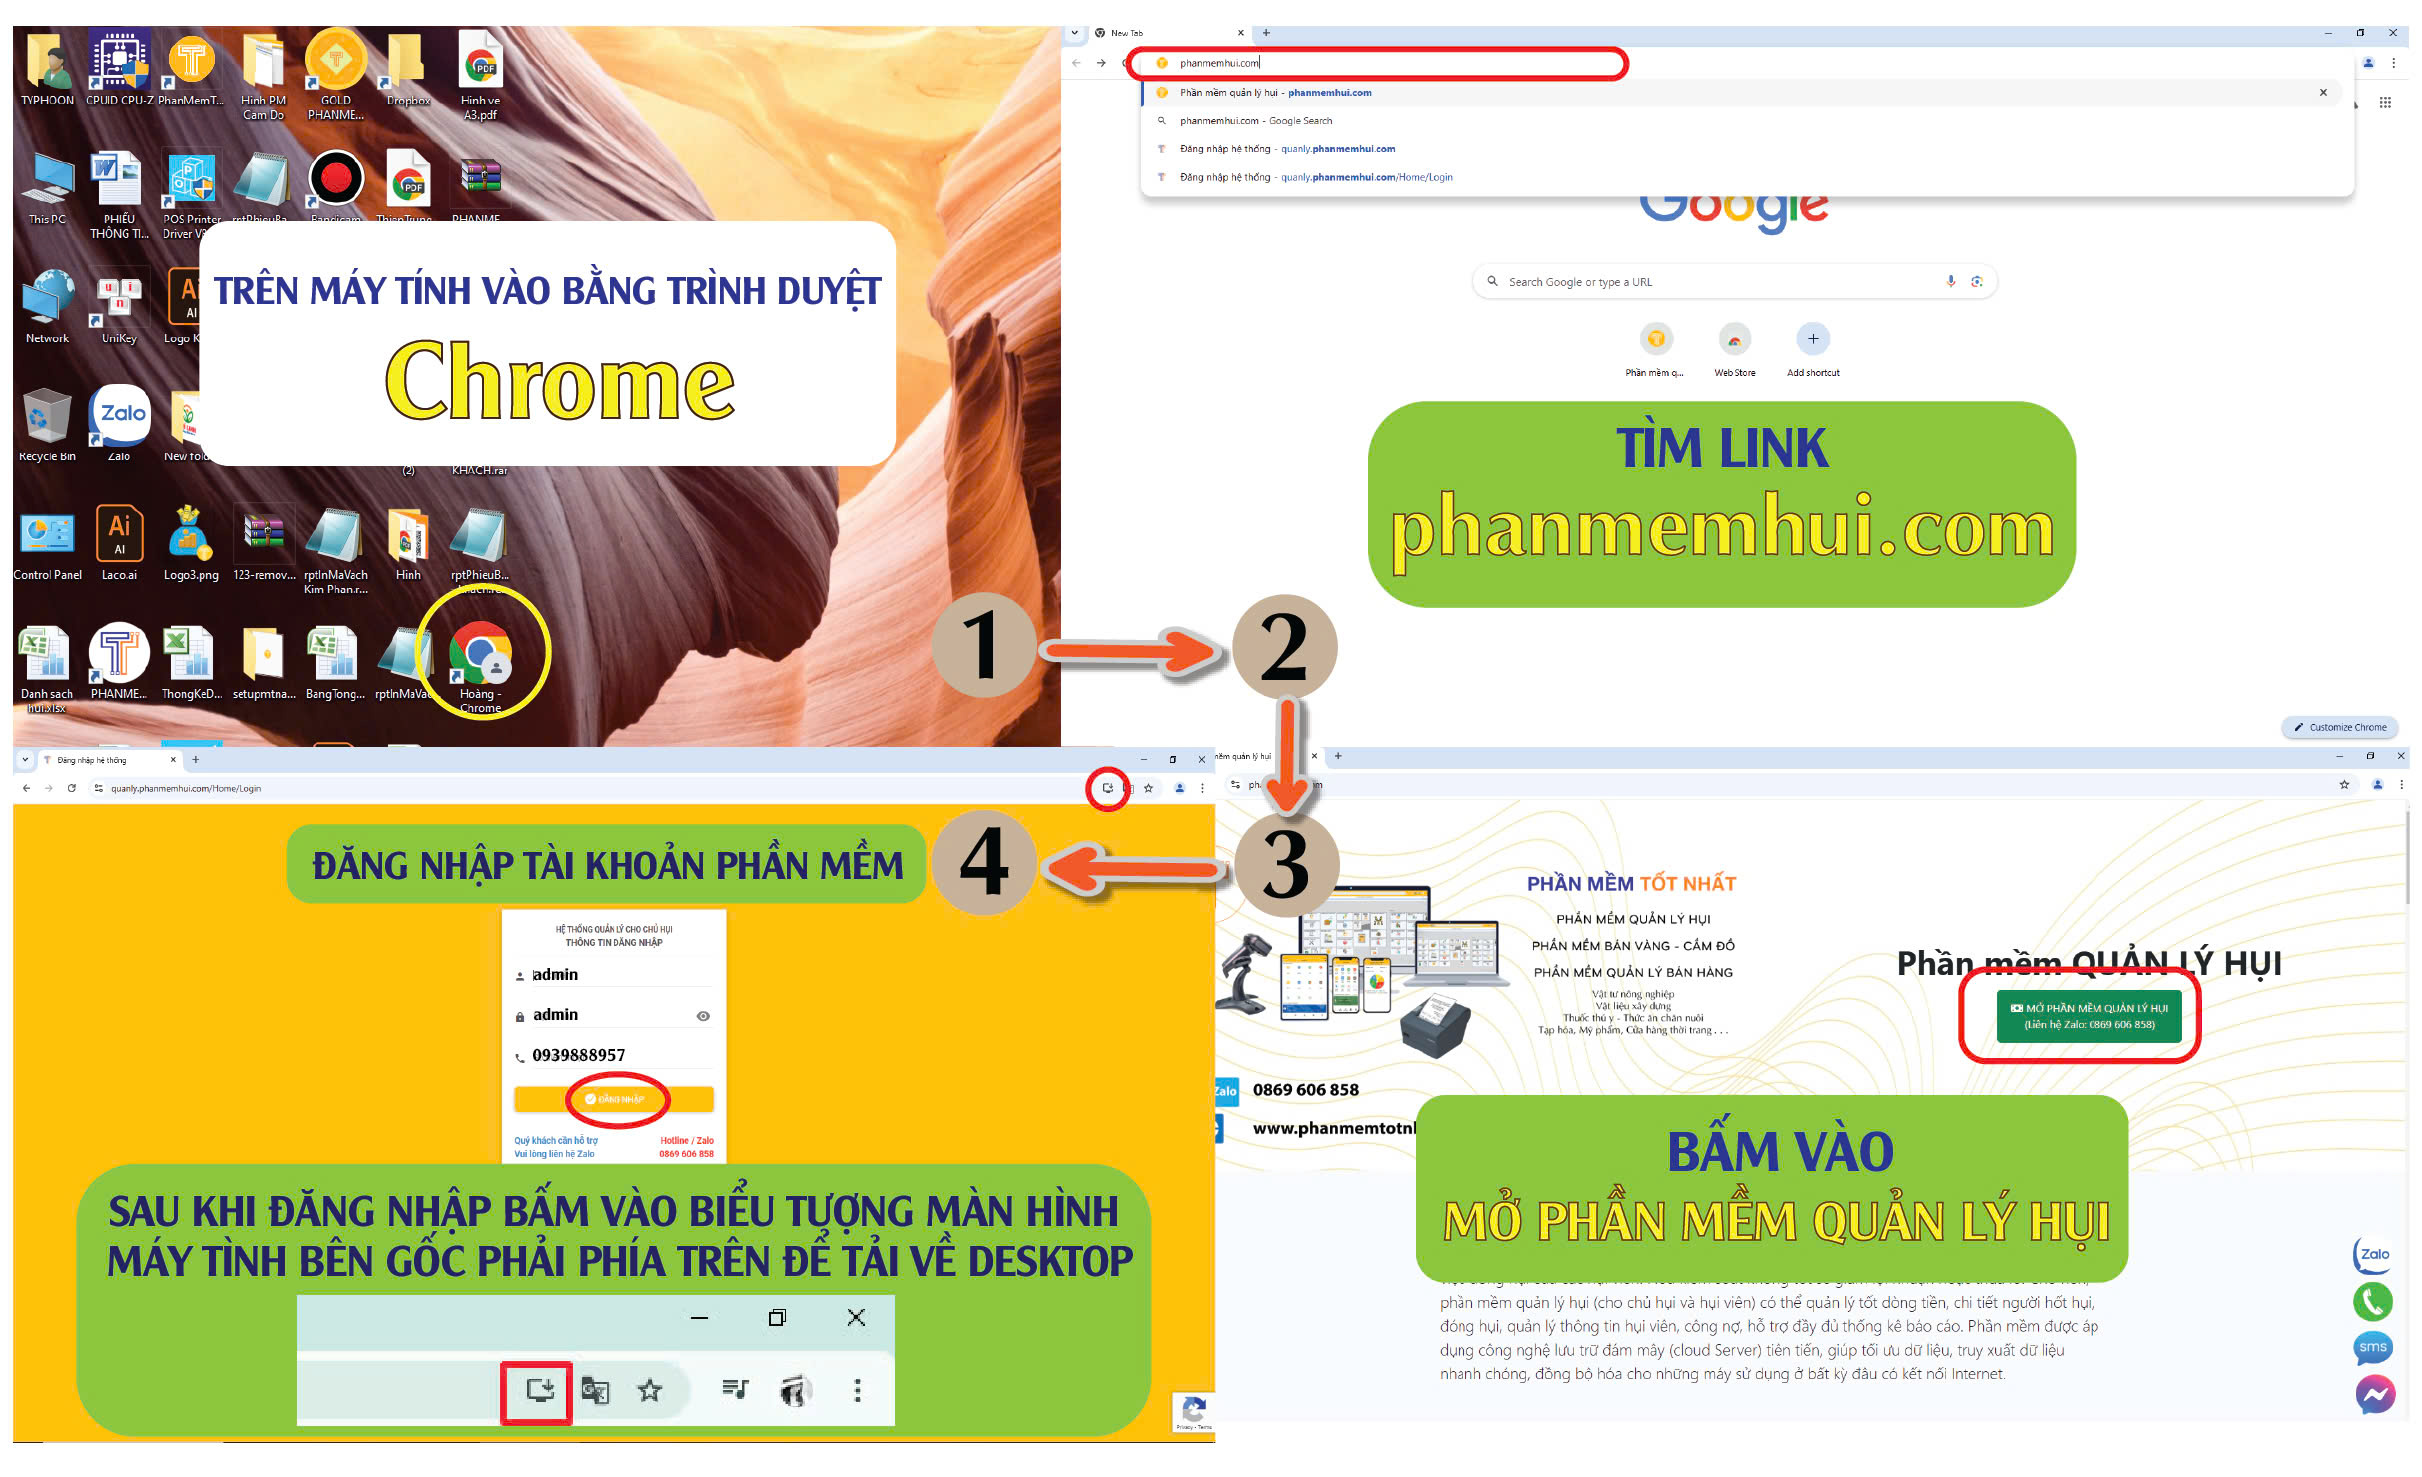 TYPHOON
CPUID CPU-Z
PhanMemT...
Hinh PM
Cam Do
GOLD
PHANME...
Dropbox
Hinh ve
A3.pdf
This PC
PHIẾU
THÔNG TI...
POS Printer
Driver
rptPhieuBa...
Bandicam
ThienTrung
PHANME...
Network
UniKey
Logo
Recycle Bin
Zalo
New fold
(2)
KHACH.rar
Control Panel
Laco.ai
Logo3.png
123-remov...
rptInMaVach
Kim Phan.r...
Hinh
rptPhieuB...
Danh sach
hui.xlsx
PHANME...
ThongKeD...
setupmtna...
BangTong...
rptInMaVac
Hoàng -
Chrome
TRÊN MÁY TÍNH VÀO BẰNG TRÌNH DUYỆT
Chrome
1
New Tab
phanmemhui.com
Phần mềm quản lý hụi - phanmemhui.com
phanmemhui.com - Google Search
Đăng nhập hệ thống - quanly.phanmemhui.com
Đăng nhập hệ thống - quanly.phanmemhui.com/Home/Login
Google
Search Google or type a URL
Phần mềm q...
Web Store
Add shortcut
TÌM LINK
phanmemhui.com
2
Customize Chrome
mềm quản lý hụi
3
PHẦN MỀM TỐT NHẤT
PHẦN MỀM QUẢN LÝ HỤI
PHẦN MỀM BÁN VÀNG - CẦM ĐỒ
PHẦN MỀM QUẢN LÝ BÁN HÀNG
Vật tư nông nghiệp
Vật liệu xây dựng
Thuốc thú y - Thức ăn chăn nuôi
Tạp hóa, Mỹ phẩm, Cửa hàng thời trang . . .
Phần mềm QUẢN LÝ HỤI
MỞ PHẦN MỀM QUẢN LÝ HỤI
(Liên hệ Zalo: 0869 606 858)
Zalo
0869 606 858
www.phanmemtotnl
BẤM VÀO
MỞ PHẦN MỀM QUẢN LÝ HỤI
phần mềm quản lý hụi (cho chủ hụi và hụi viên) có thể quản lý tốt dòng tiền, chi tiết người hốt hụi,
đóng hụi, quản lý thông tin hụi viên, công nợ, hỗ trợ đầy đủ thống kê báo cáo. Phần mềm được áp
dụng công nghệ lưu trữ đám mây (cloud Server) tiên tiến, giúp tối ưu dữ liệu, truy xuất dữ liệu
nhanh chóng, đồng bộ hóa cho những máy sử dụng ở bất kỳ đâu có kết nối Internet.
Zalo
sms
Đăng nhập hệ thống
quanly.phanmemhui.com/Home/Login
ĐĂNG NHẬP TÀI KHOẢN PHẦN MỀM
4
HỆ THỐNG QUẢN LÝ CHO CHỦ HỤI
THÔNG TIN ĐĂNG NHẬP
admin
admin
0939888957
ĐĂNG NHẬP
Quý khách cần hỗ trợ
Vui lòng liên hệ Zalo
Hotline / Zalo
0869 606 858
SAU KHI ĐĂNG NHẬP BẤM VÀO BIỂU TƯỢNG MÀN HÌNH
MÁY TÌNH BÊN GỐC PHẢI PHÍA TRÊN ĐỂ TẢI VỀ DESKTOP
Privacy - Terms